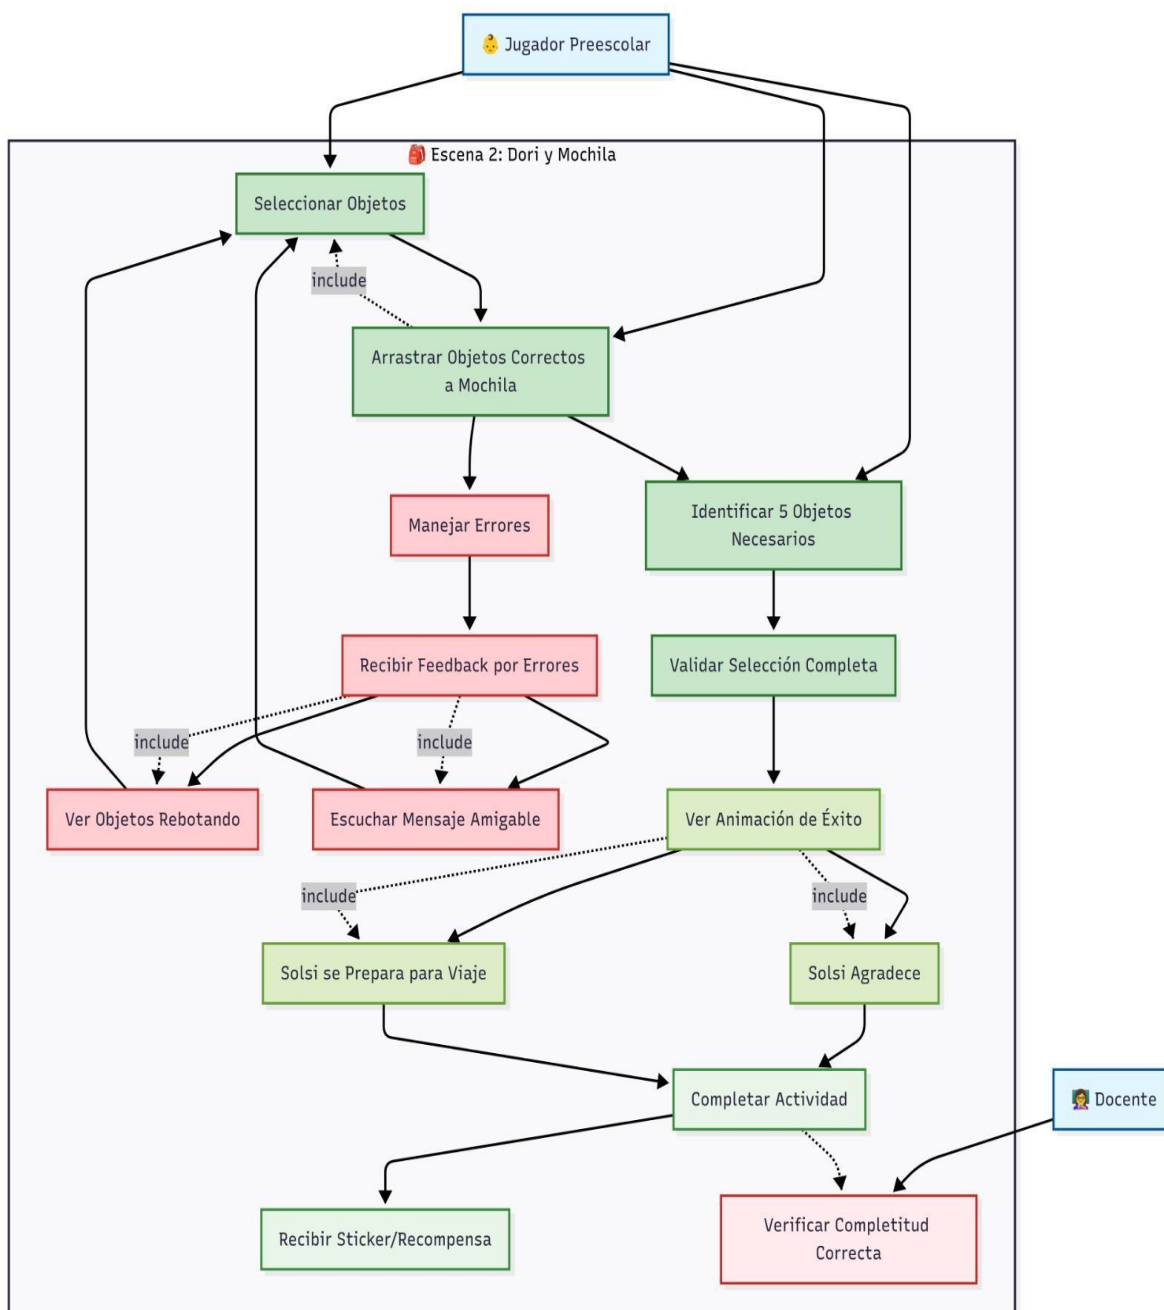 👶 Jugador Preescolar
🎒 Escena 2: Dori y Mochila
Seleccionar Objetos
include
Arrastrar Objetos Correctos
a Mochila
Manejar Errores
Identificar 5 Objetos
Necesarios
Recibir Feedback por Errores
Validar Selección Completa
include
include
Ver Objetos Rebotando
Escuchar Mensaje Amigable
Ver Animación de Éxito
include
include
Solsi se Prepara para Viaje
Solsi Agradece
Completar Actividad
👩‍🏫 Docente
Recibir Sticker/Recompensa
Verificar Completitud
Correcta